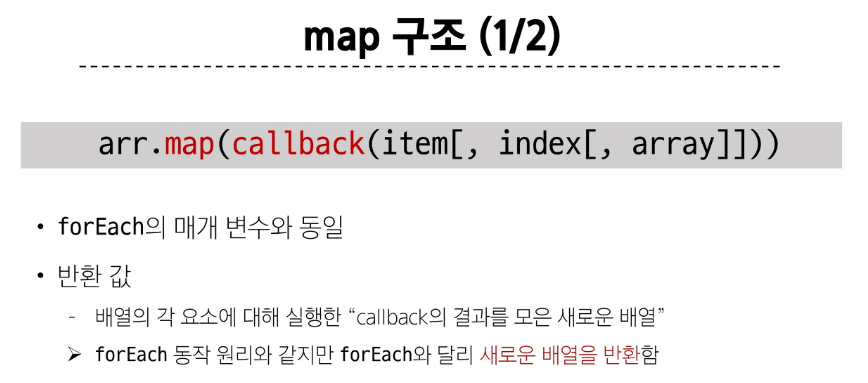 map 구조 (1/2)
arr.map(callback(item[, index[, array]]))
• forEach의 매개 변수와 동일
• 반환 값
- 배열의 각 요소에 대해 실행한 “callback의 결과를 모은 새로운 배열”
➢ forEach 동작 원리와 같지만 forEach와 달리 새로운 배열을 반환함